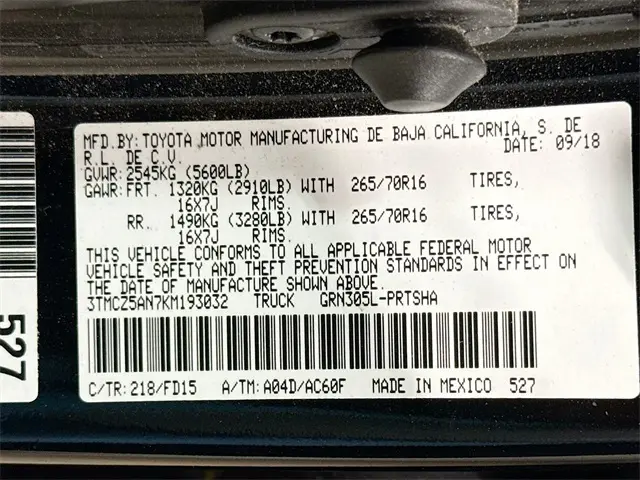 MFD.BY:TOYOTA MOTOR MANUFACTURING DE BAJA CALIFORNIA, S. DE
R.L. DE C.V. DATE: 09/18
GVWR:2545KG (5600LB)
GAWR:FRT. 1320KG (2910LB) WITH 265/70R16 TIRES,
16X7J RIMS.
RR. 1490KG (3280LB) WITH 265/70R16 TIRES,
16X7J RIMS.
THIS VEHICLE CONFORMS TO ALL APPLICABLE FEDERAL MOTOR
VEHICLE SAFETY AND THEFT PREVENTION STANDARDS IN EFFECT ON
THE DATE OF MANUFACTURE SHOWN ABOVE.
3TMCZ5AN7KM193032 TRUCK GRN305L-PRTSHA
C/TR:218/FD15 A/TM:A04D/AC60F MADE IN MEXICO 527
527